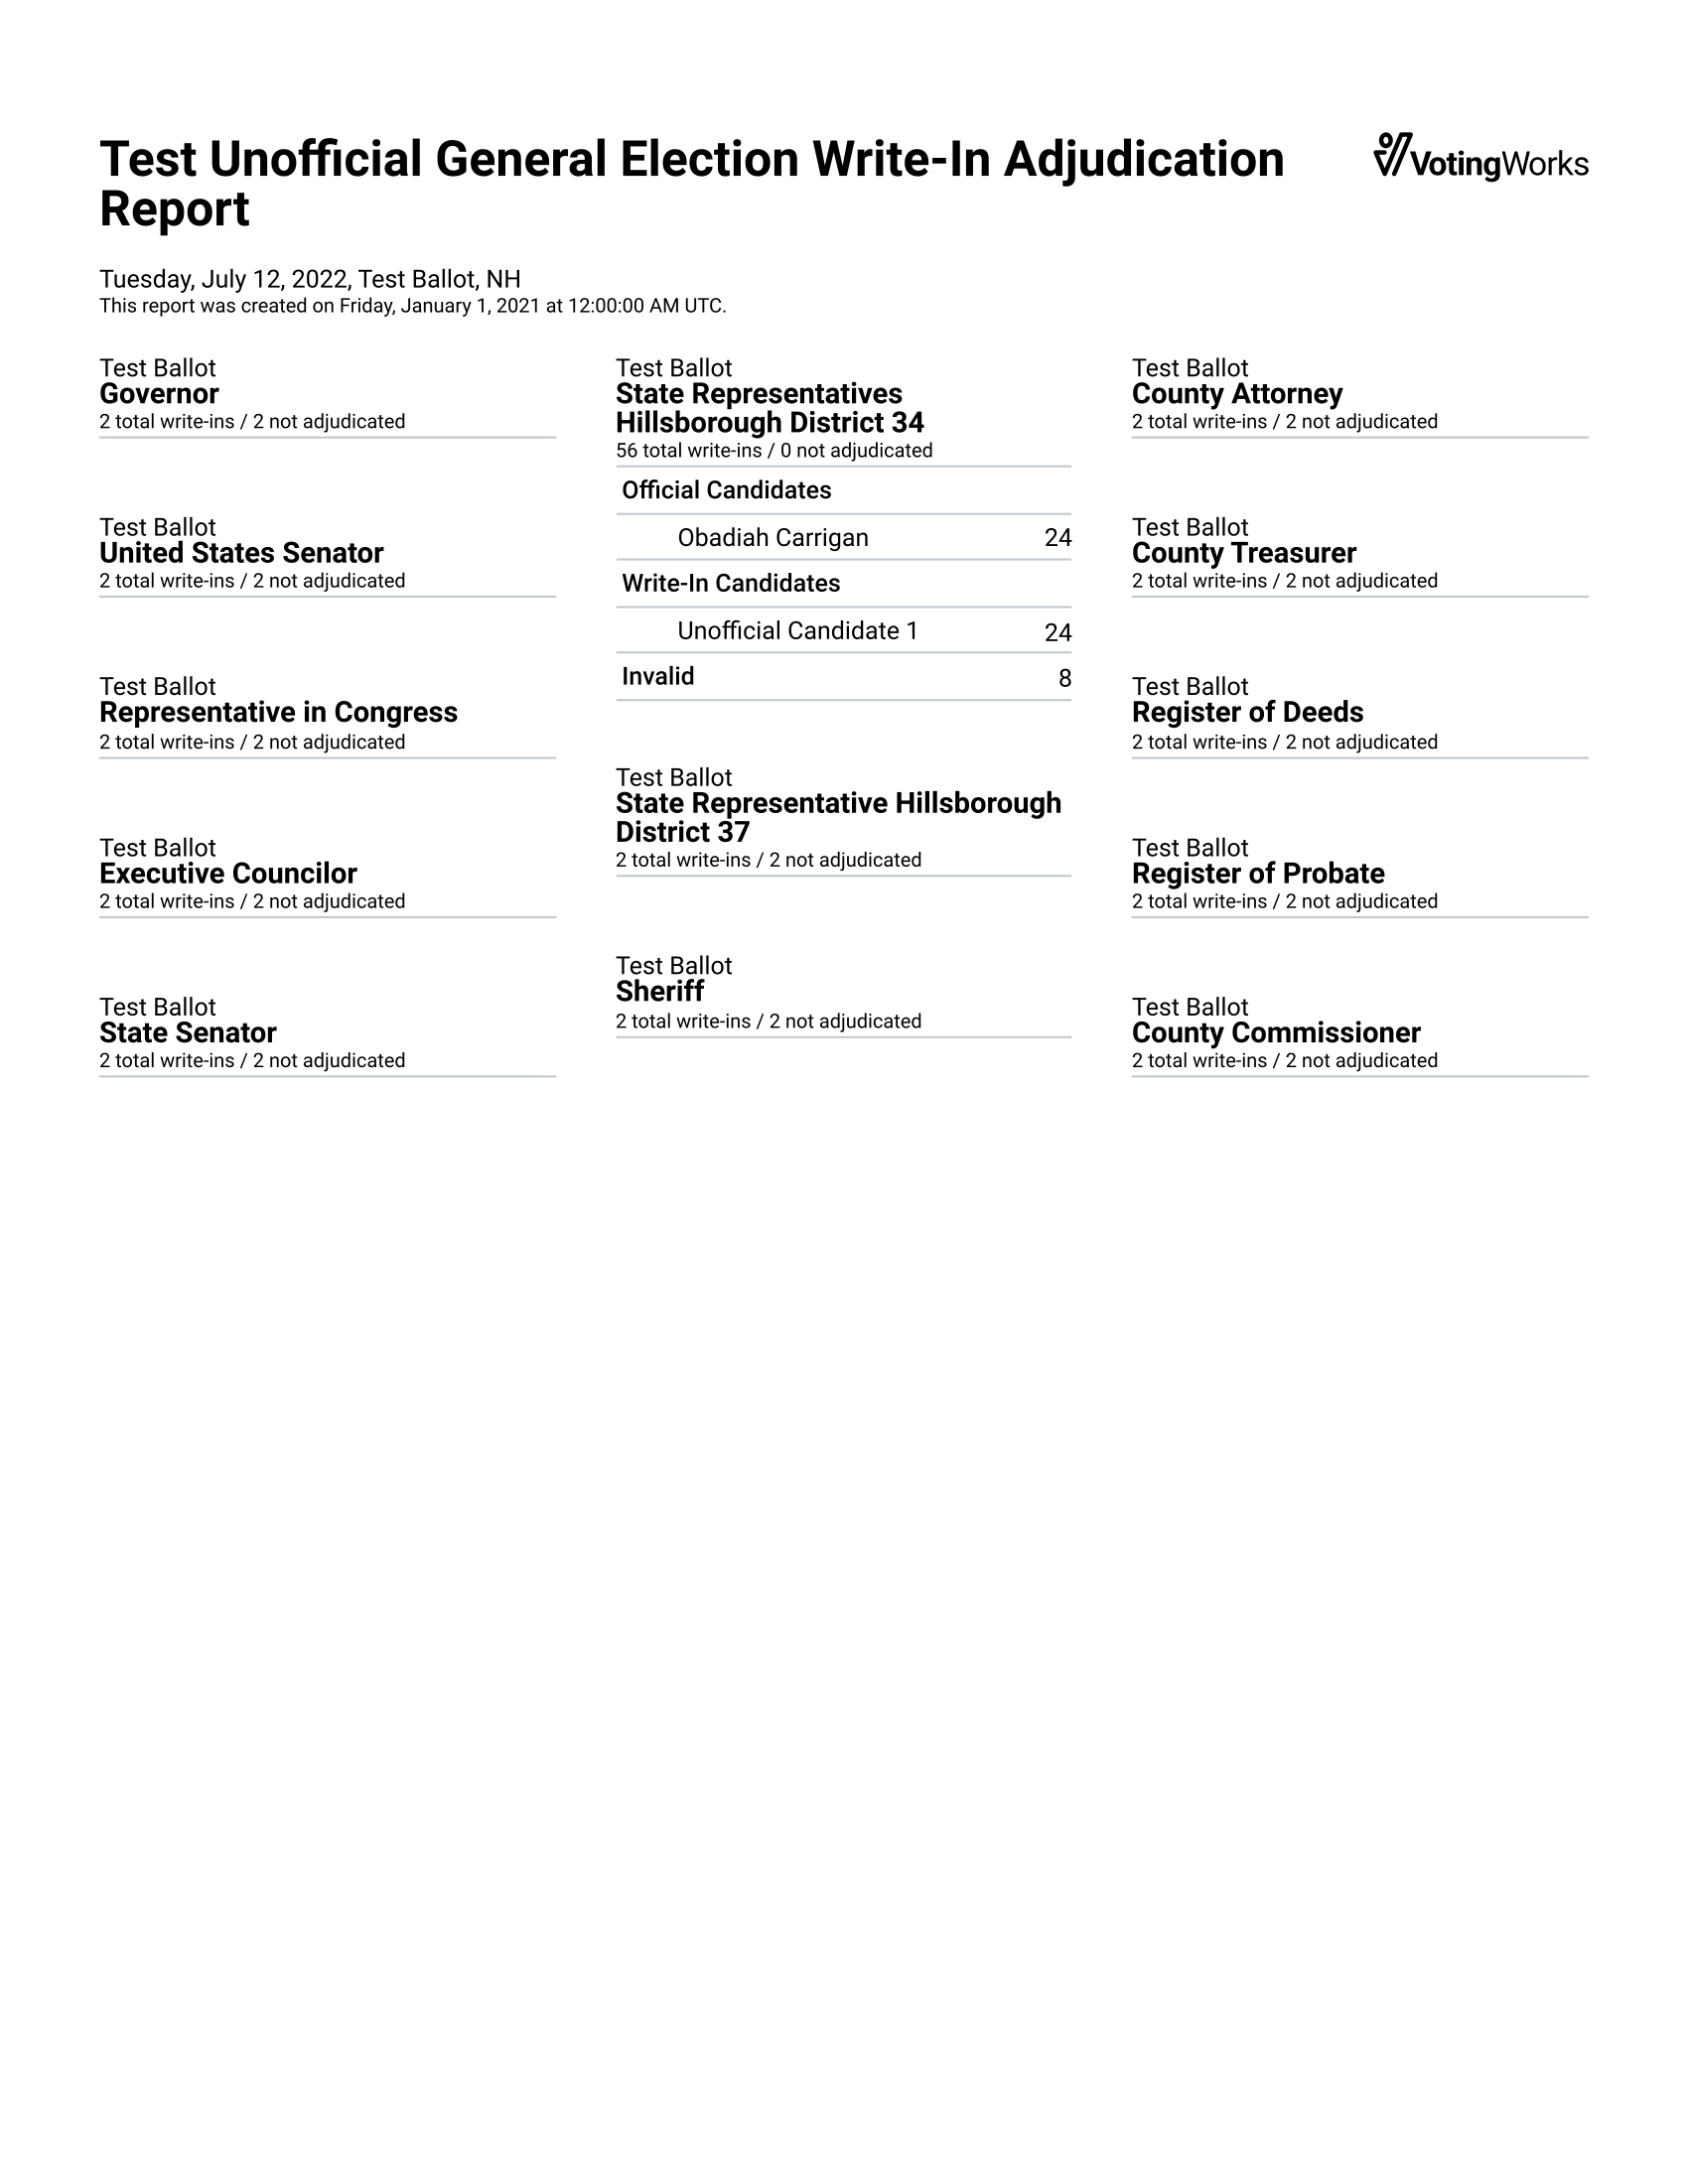 Test Unofficial General Election Write-In Adjudication
Report
VotingWorks
Tuesday, July 12, 2022, Test Ballot, NH
This report was created on Friday, January 1, 2021 at 12:00:00 AM UTC.
Test Ballot
Governor
2 total write-ins / 2 not adjudicated
Test Ballot
United States Senator
2 total write-ins / 2 not adjudicated
Test Ballot
Representative in Congress
2 total write-ins / 2 not adjudicated
Test Ballot
Executive Councilor
2 total write-ins / 2 not adjudicated
Test Ballot
State Senator
2 total write-ins / 2 not adjudicated
Test Ballot
State Representatives
Hillsborough District 34
56 total write-ins / 0 not adjudicated
Official Candidates
Obadiah Carrigan 24
Write-In Candidates
Unofficial Candidate 1 24
Invalid 8
Test Ballot
State Representative Hillsborough
District 37
2 total write-ins / 2 not adjudicated
Test Ballot
Sheriff
2 total write-ins / 2 not adjudicated
Test Ballot
County Attorney
2 total write-ins / 2 not adjudicated
Test Ballot
County Treasurer
2 total write-ins / 2 not adjudicated
Test Ballot
Register of Deeds
2 total write-ins / 2 not adjudicated
Test Ballot
Register of Probate
2 total write-ins / 2 not adjudicated
Test Ballot
County Commissioner
2 total write-ins / 2 not adjudicated